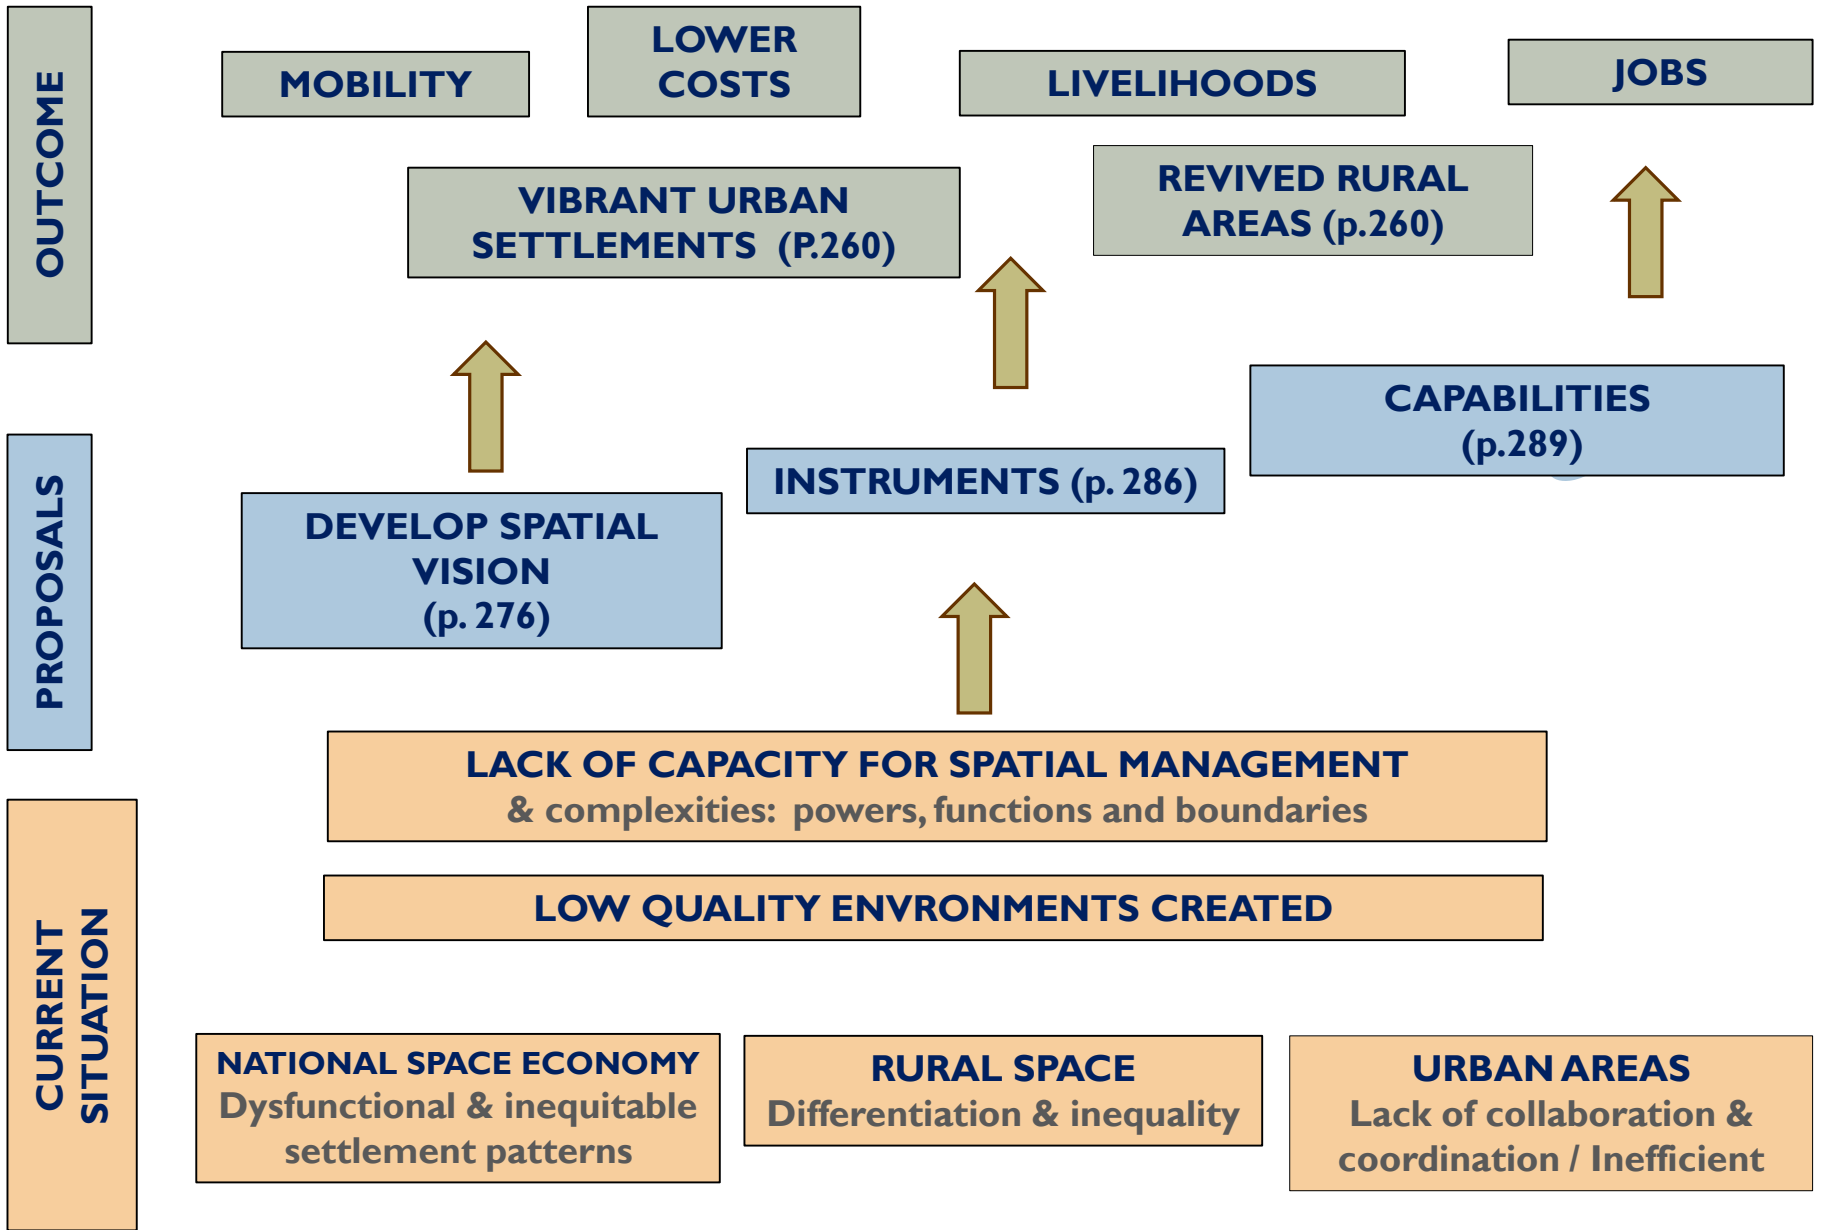 OUTCOME
MOBILITY
LOWER
COSTS
LIVELIHOODS
JOBS
VIBRANT URBAN
SETTLEMENTS (P.260)
REVIVED RURAL
AREAS (p.260)
PROPOSALS
DEVELOP SPATIAL
VISION
(p. 276)
INSTRUMENTS (p. 286)
CAPABILITIES
(p.289)
CURRENT
SITUATION
LACK OF CAPACITY FOR SPATIAL MANAGEMENT
& complexities: powers, functions and boundaries
LOW QUALITY ENVRONMENTS CREATED
NATIONAL SPACE ECONOMY
Dysfunctional & inequitable
settlement patterns
RURAL SPACE
Differentiation & inequality
URBAN AREAS
Lack of collaboration &
coordination / Inefficient